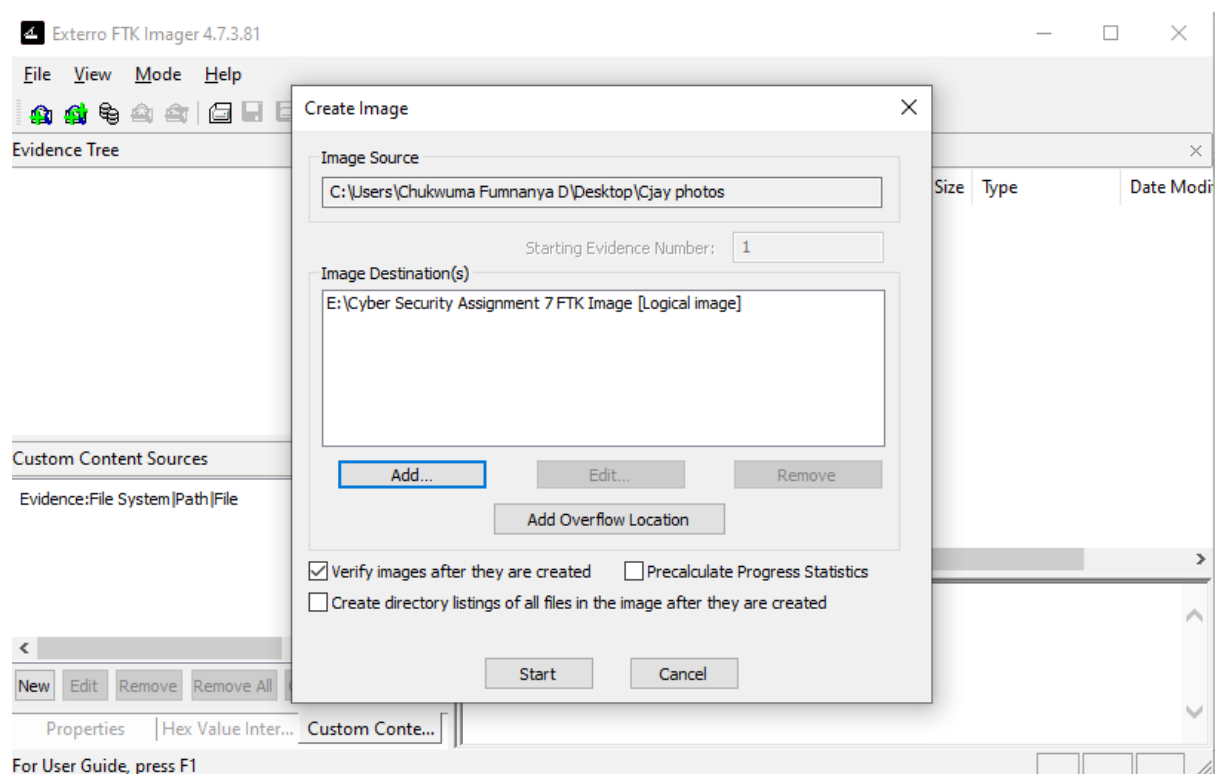 Exterro FTK Imager 4.7.3.81
File View Mode Help
Evidence Tree
Size Type Date Modi
Custom Content Sources
Evidence:File System|Path|File
New Edit Remove Remove All
Properties Hex Value Inter... Custom Conte...
For User Guide, press F1
Create Image
Image Source
C:\Users\Chukwuma Fumnanya D\Desktop\Cjay photos
Starting Evidence Number: 1
Image Destination(s)
E:\Cyber Security Assignment 7 FTK Image [Logical image]
Add... Edit... Remove
Add Overflow Location
Verify images after they are created Precalculate Progress Statistics
Create directory listings of all files in the image after they are created
Start Cancel